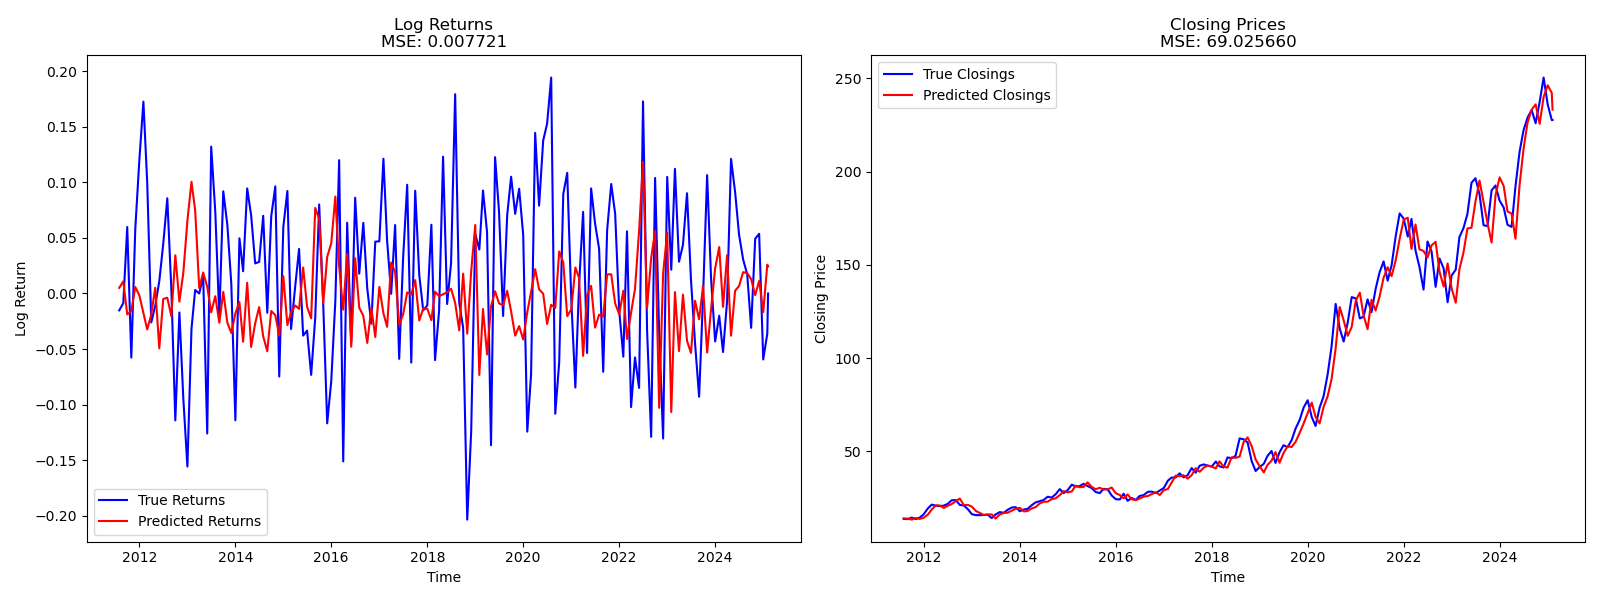 Log Returns
MSE: 0.007721
0.20
0.15
0.10
0.05
0.00
−0.05
−0.10
−0.15
−0.20
Log Return
True Returns
Predicted Returns
2012 2014 2016 2018 2020 2022 2024
Time
Closing Prices
MSE: 69.025660
True Closings
Predicted Closings
250
200
150
100
50
Closing Price
2012 2014 2016 2018 2020 2022 2024
Time